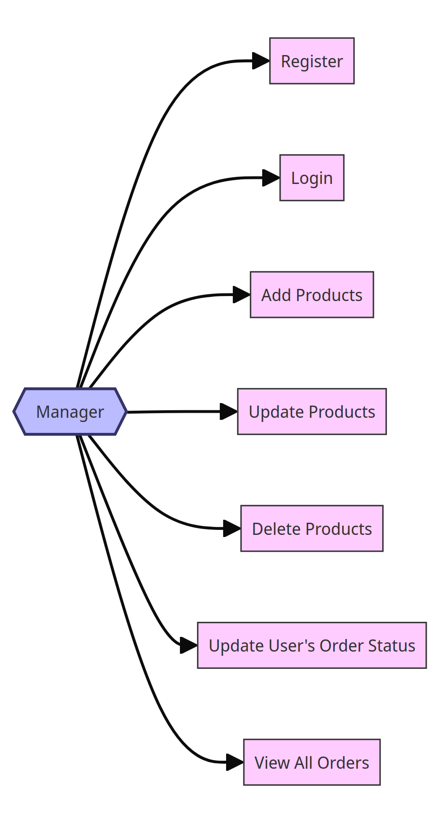 Register
Login
Add Products
Manager
Update Products
Delete Products
Update User's Order Status
View All Orders